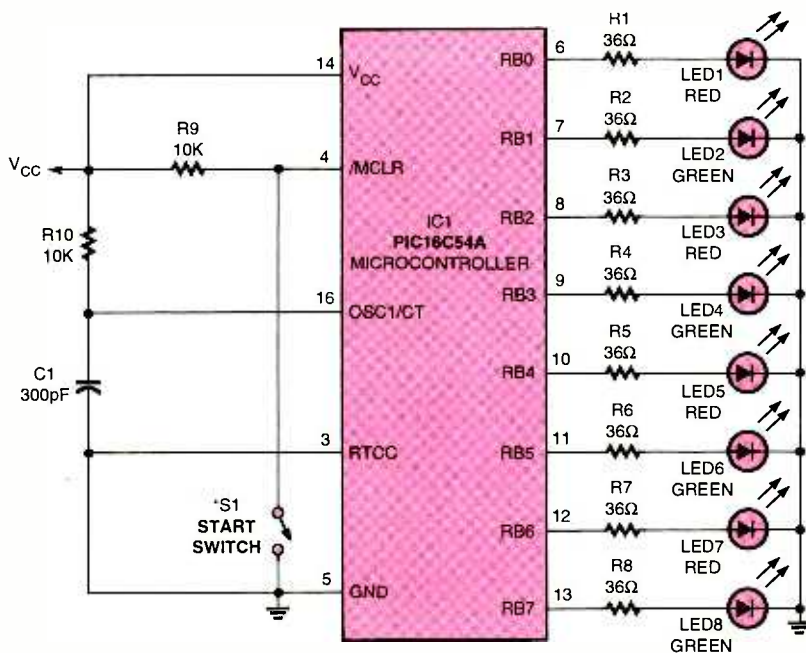 R1
36Ω
6
RB0
LED1
RED
14
VCC
R2
36Ω
7
RB1
LED2
GREEN
R9
10K
VCC
4
/MCLR
R3
36Ω
8
RB2
LED3
RED
IC1
PIC16C54A
MICROCONTROLLER
R10
10K
R4
36Ω
9
RB3
LED4
GREEN
16
OSC1/CT
R5
36Ω
10
RB4
LED5
RED
C1
300pF
R6
36Ω
11
RB5
LED6
GREEN
3
RTCC
*S1
START
SWITCH
R7
36Ω
12
RB6
LED7
RED
5
GND
R8
36Ω
13
RB7
LED8
GREEN